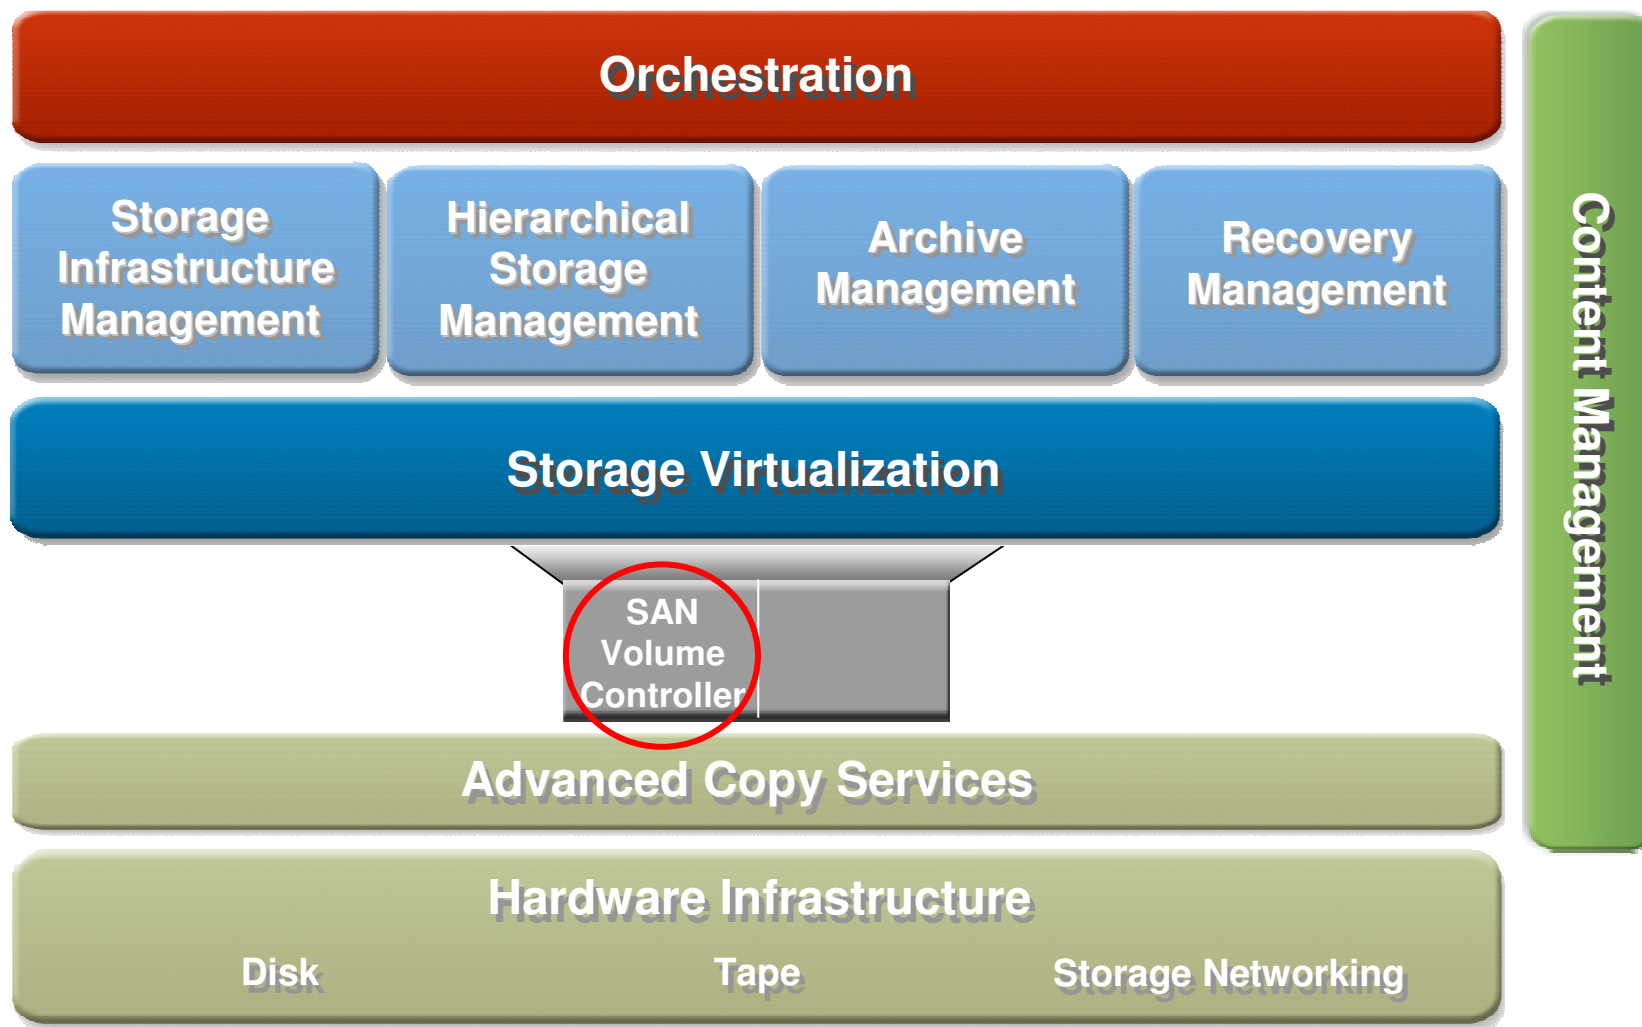 Orchestration
Storage
Infrastructure
Management
Hierarchical
Storage
Management
Archive
Management
Recovery
Management
Storage Virtualization
SAN
Volume
Controller
Advanced Copy Services
Hardware Infrastructure
Disk
Tape
Storage Networking
Content Management